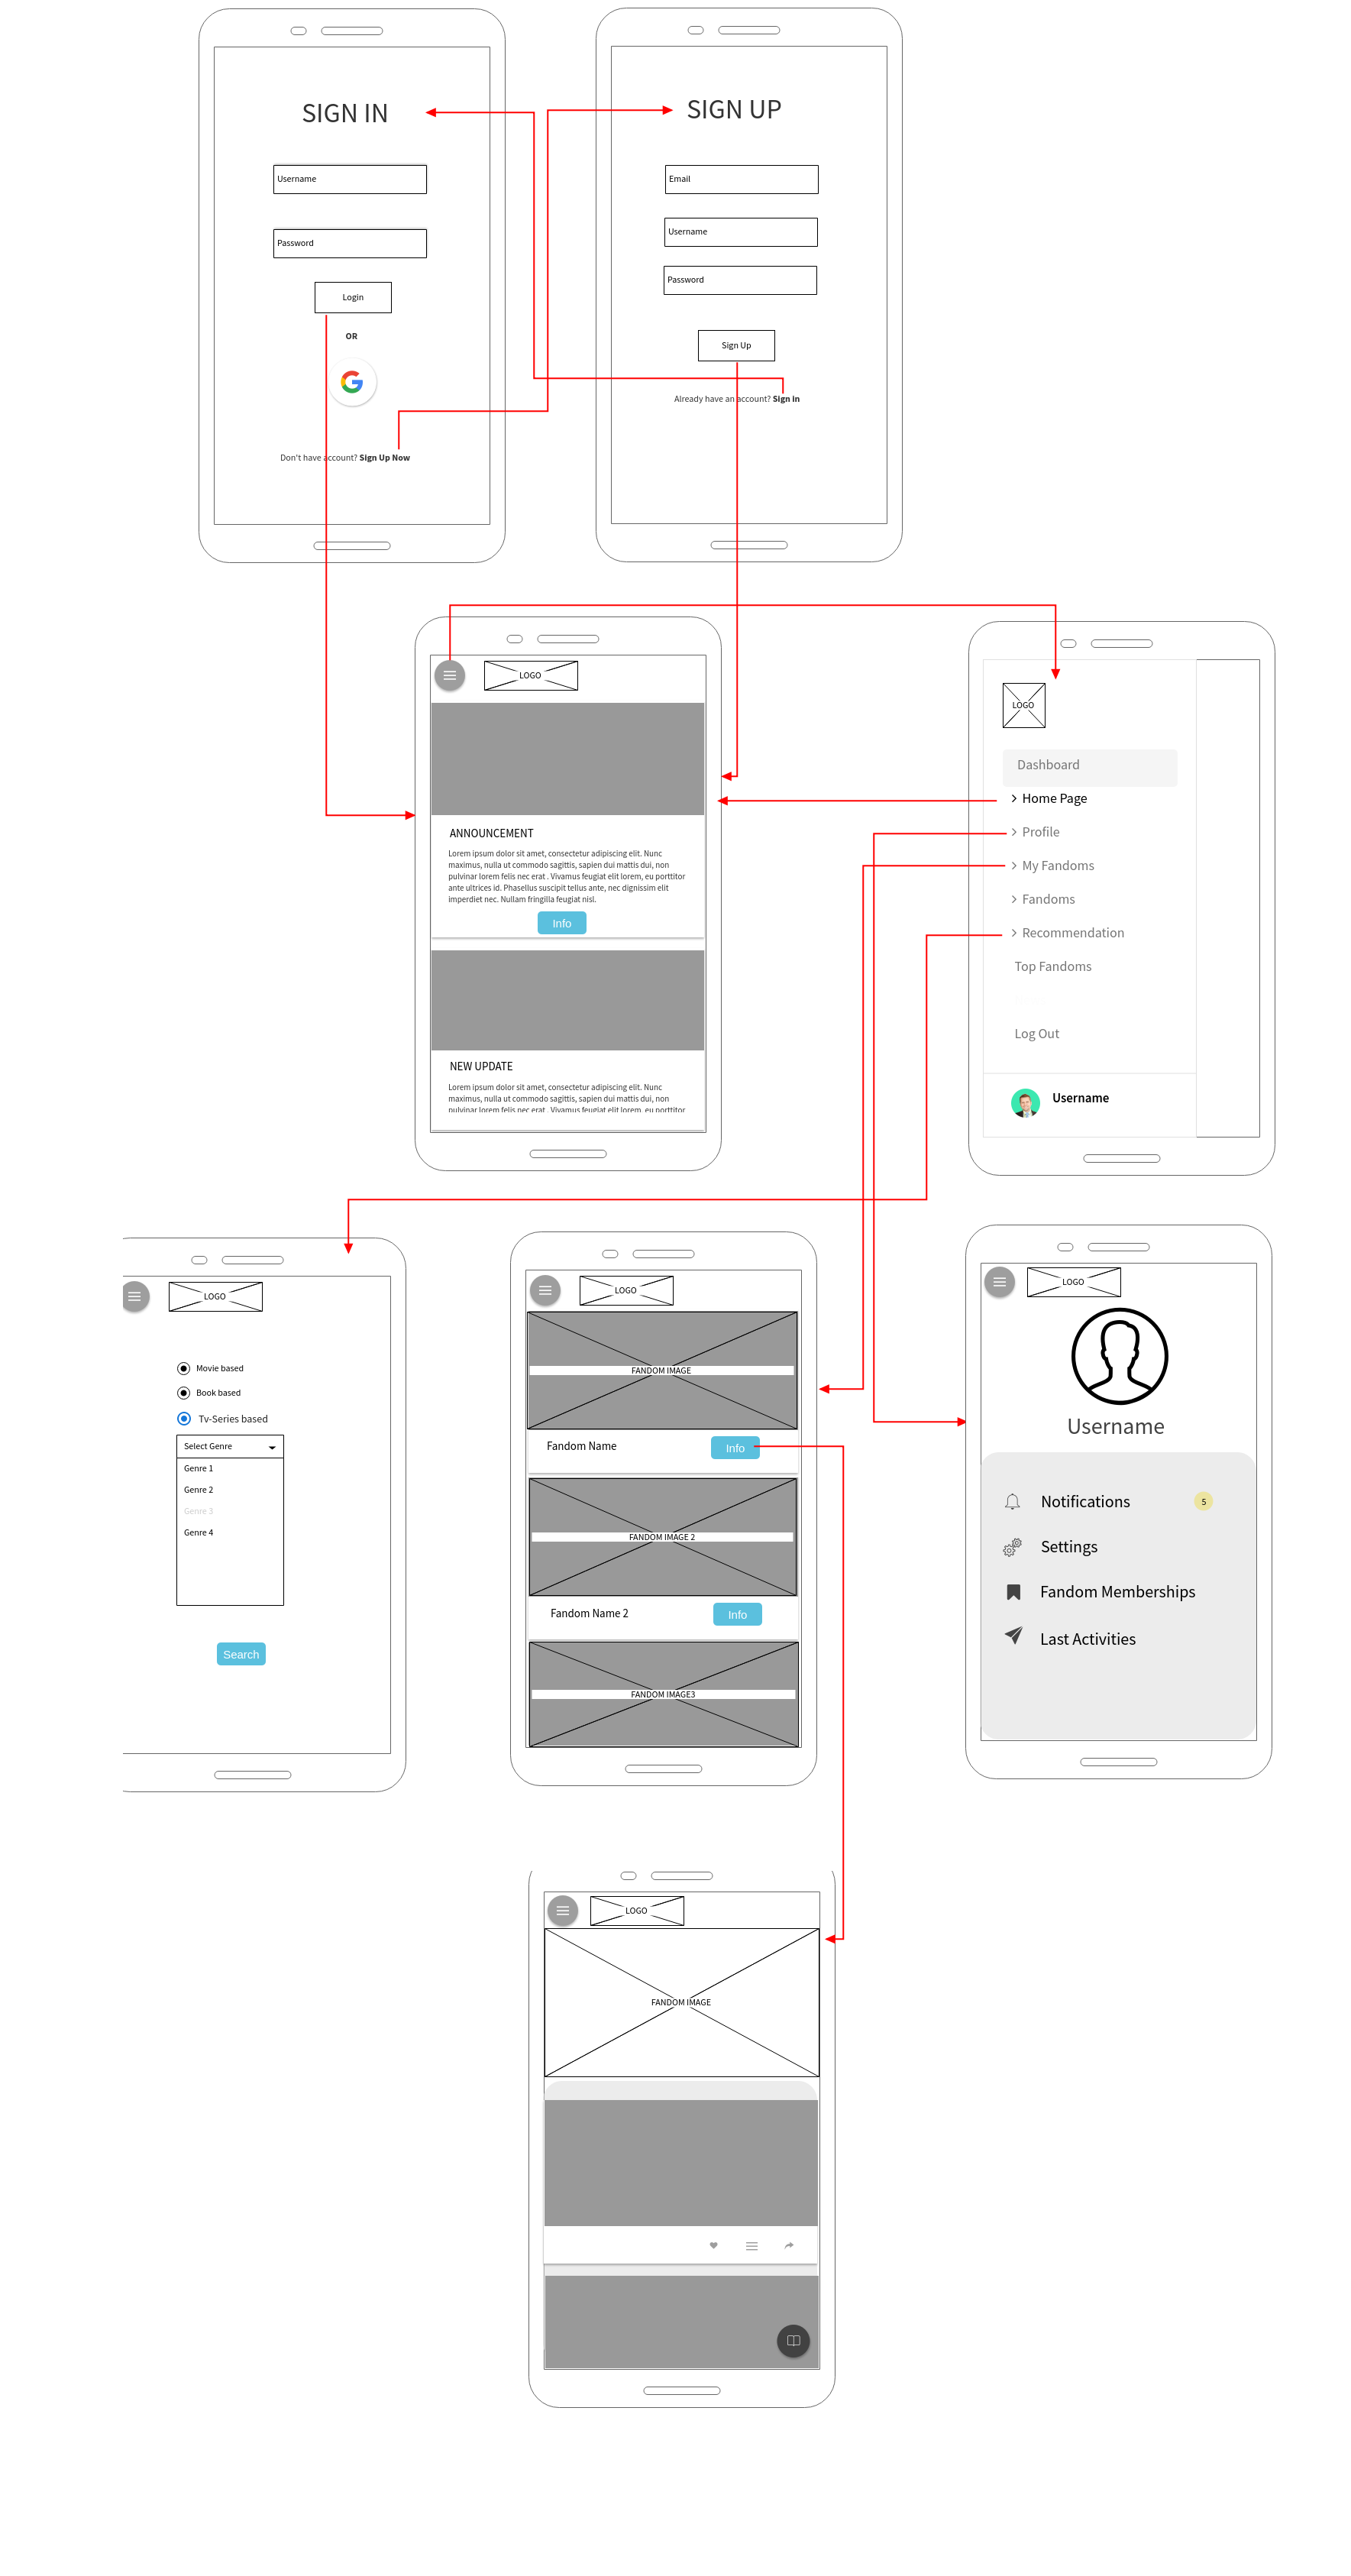 SIGN IN
Username
Password
Login
OR
Don't have account? Sign Up Now
SIGN UP
Email
Username
Password
Sign Up
Already have an account? Sign in
LOGO
ANNOUNCEMENT
Lorem ipsum dolor sit amet, consectetur adipiscing elit. Nunc
maximus, nulla ut commodo sagittis, sapien dui mattis dui, non
pulvinar lorem felis nec erat . Vivamus feugiat elit lorem, eu porttitor
ante ultrices id. Phasellus suscipit tellus ante, nec dignissim elit
imperdiet nec. Nullam fringilla feugiat nisl.
Info
NEW UPDATE
Lorem ipsum dolor sit amet, consectetur adipiscing elit. Nunc
maximus, nulla ut commodo sagittis, sapien dui mattis dui, non
pulvinar lorem felis nec erat . Vivamus feugiat elit lorem, eu porttitor
LOGO
Dashboard
Home Page
Profile
My Fandoms
Fandoms
Recommendation
Top Fandoms
Log Out
Username
LOGO
Movie based
Book based
Tv-Series based
Select Genre
Genre 1
Genre 2
Genre 3
Genre 4
Search
LOGO
FANDOM IMAGE
Fandom Name
Info
FANDOM IMAGE 2
Fandom Name 2
Info
FANDOM IMAGE3
LOGO
Username
Notifications
5
Settings
Fandom Memberships
Last Activities
LOGO
FANDOM IMAGE